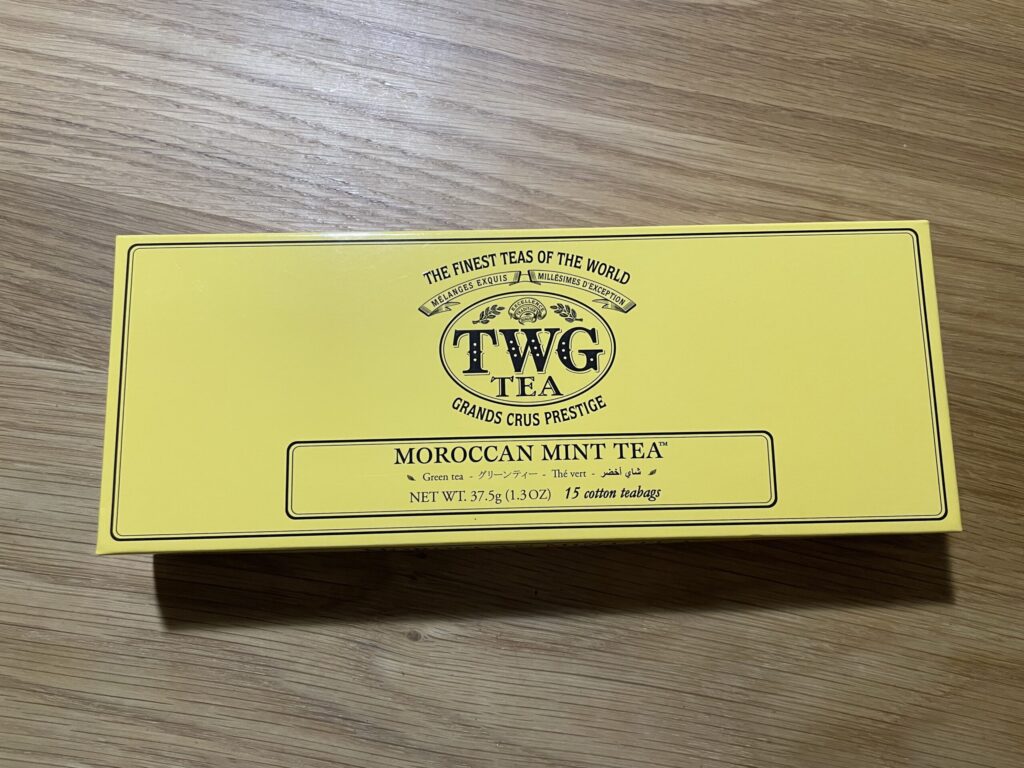 THE FINEST TEAS OF THE WORLD
MÉLANGES EXQUIS MILLÉSIMES D'EXCEPTION
TWG
TEA
GRANDS CRUS PRESTIGE
MOROCCAN MINT TEA™
Green tea - グリーンティー - Thé vert - شاي أخضر
NET WT. 37.5g (1.3OZ) 15 cotton teabags